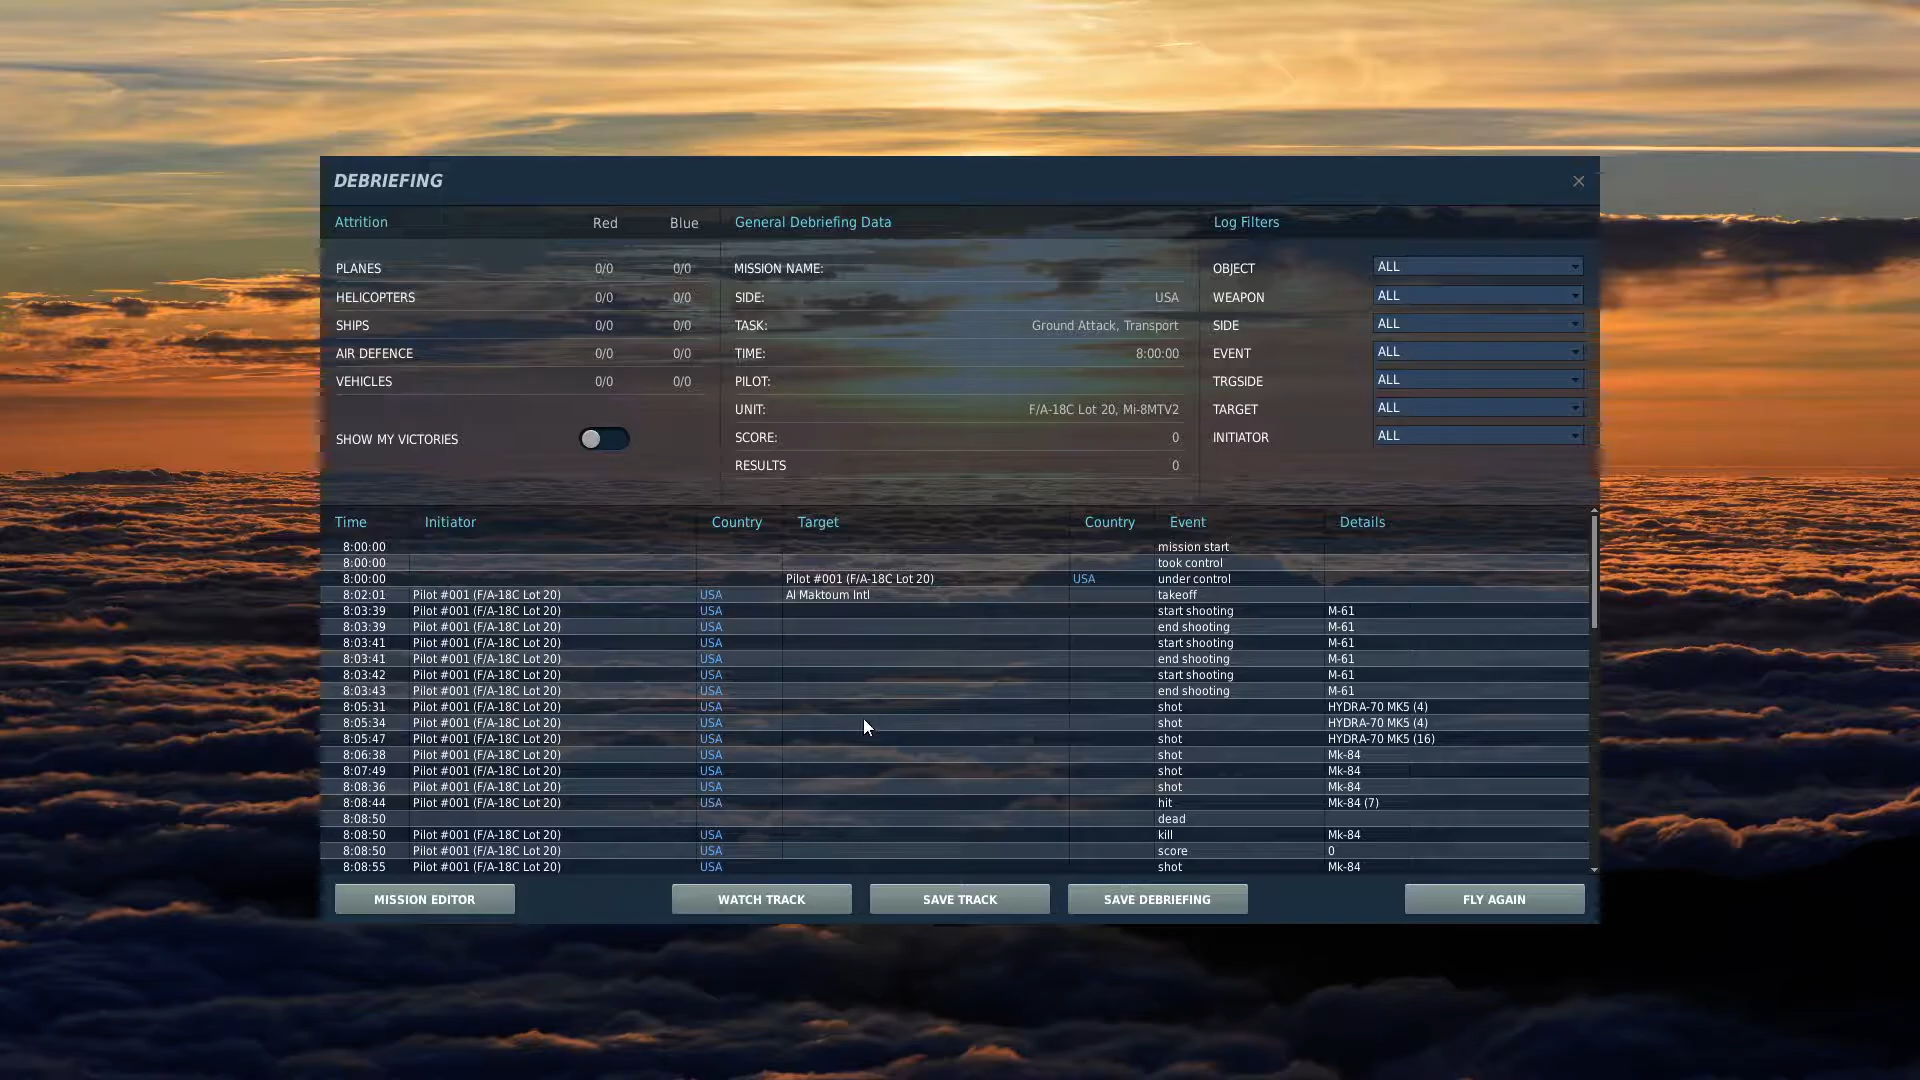 DEBRIEFING
Attrition Red Blue General Debriefing Data Log Filters
PLANES 0/0 0/0 MISSION NAME: OBJECT ALL
HELICOPTERS 0/0 0/0 SIDE: USA WEAPON ALL
SHIPS 0/0 0/0 TASK: Ground Attack, Transport SIDE ALL
AIR DEFENCE 0/0 0/0 TIME: 8:00:00 EVENT ALL
VEHICLES 0/0 0/0 PILOT: TRGSIDE ALL
UNIT: F/A-18C Lot 20, Mi-8MTV2 TARGET ALL
SHOW MY VICTORIES SCORE: 0 INITIATOR ALL
RESULTS 0
Time Initiator Country Target Country Event Details
8:00:00 mission start
8:00:00 took control
8:00:00 Pilot #001 (F/A-18C Lot 20) USA under control
8:02:01 Pilot #001 (F/A-18C Lot 20) USA Al Maktoum Intl takeoff
8:03:39 Pilot #001 (F/A-18C Lot 20) USA start shooting M-61
8:03:39 Pilot #001 (F/A-18C Lot 20) USA end shooting M-61
8:03:41 Pilot #001 (F/A-18C Lot 20) USA start shooting M-61
8:03:41 Pilot #001 (F/A-18C Lot 20) USA end shooting M-61
8:03:42 Pilot #001 (F/A-18C Lot 20) USA start shooting M-61
8:03:43 Pilot #001 (F/A-18C Lot 20) USA end shooting M-61
8:05:31 Pilot #001 (F/A-18C Lot 20) USA shot HYDRA-70 MK5 (4)
8:05:34 Pilot #001 (F/A-18C Lot 20) USA shot HYDRA-70 MK5 (4)
8:05:47 Pilot #001 (F/A-18C Lot 20) USA shot HYDRA-70 MK5 (16)
8:06:38 Pilot #001 (F/A-18C Lot 20) USA shot Mk-84
8:07:49 Pilot #001 (F/A-18C Lot 20) USA shot Mk-84
8:08:36 Pilot #001 (F/A-18C Lot 20) USA shot Mk-84
8:08:44 Pilot #001 (F/A-18C Lot 20) USA hit Mk-84 (7)
8:08:50 dead
8:08:50 Pilot #001 (F/A-18C Lot 20) USA kill Mk-84
8:08:50 Pilot #001 (F/A-18C Lot 20) USA score 0
8:08:55 Pilot #001 (F/A-18C Lot 20) USA shot Mk-84
MISSION EDITOR WATCH TRACK SAVE TRACK SAVE DEBRIEFING FLY AGAIN